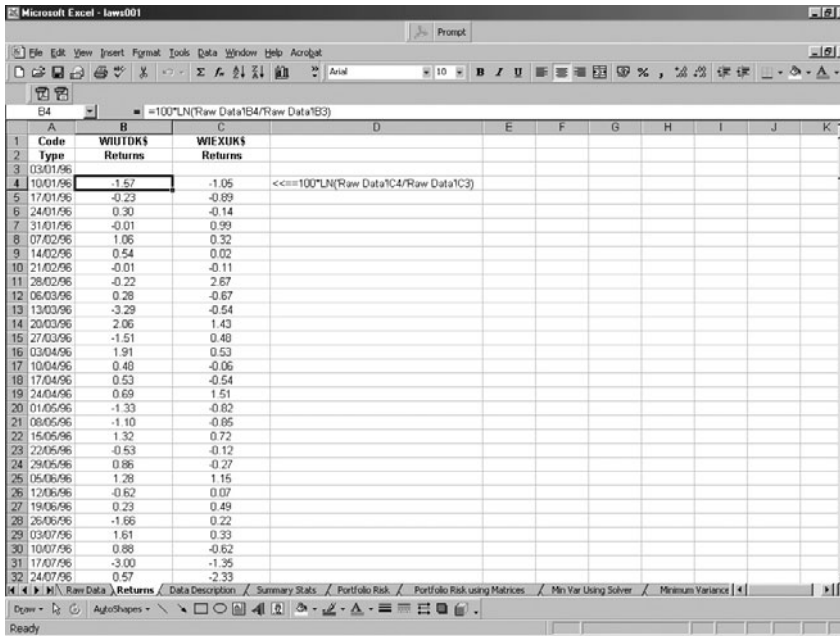 Microsoft Excel - laws001
Prompt
File Edit View Insert Format Tools Data Window Help Acrobat
Arial 10 B I U
B4 = =100*LN('Raw Data'!B4/'Raw Data'!B3)
A B C D E F G H I J K
1 Code WIUTDK$ WIEXUK$
2 Type Returns Returns
3 03/01/96
4 10/01/96 -1.57 -1.05 <<==100*LN('Raw Data'!C4/'Raw Data'!C3)
5 17/01/96 -0.23 -0.89
6 24/01/96 0.30 -0.14
7 31/01/96 -0.01 0.99
8 07/02/96 1.06 0.32
9 14/02/96 0.54 0.02
10 21/02/96 -0.01 -0.11
11 28/02/96 -0.22 2.67
12 06/03/96 0.28 -0.67
13 13/03/96 -3.29 -0.54
14 20/03/96 2.06 1.43
15 27/03/96 -1.51 0.48
16 03/04/96 1.91 0.53
17 10/04/96 0.48 -0.06
18 17/04/96 0.53 -0.54
19 24/04/96 0.69 1.51
20 01/05/96 -1.33 -0.82
21 08/05/96 -1.10 -0.85
22 15/05/96 1.32 0.72
23 22/05/96 -0.53 -0.12
24 29/05/96 0.86 -0.27
25 05/06/96 1.28 1.15
26 12/06/96 -0.62 0.07
27 19/06/96 0.23 0.49
28 26/06/96 -1.66 0.22
29 03/07/96 1.61 0.33
30 10/07/96 0.88 -0.62
31 17/07/96 -3.00 -1.35
32 24/07/96 0.57 -2.33
Raw Data Returns Data Description Summary Stats Portfolio Risk Portfolio Risk using Matrices Min Var Using Solver Minimum Variance
Draw AutoShapes
Ready